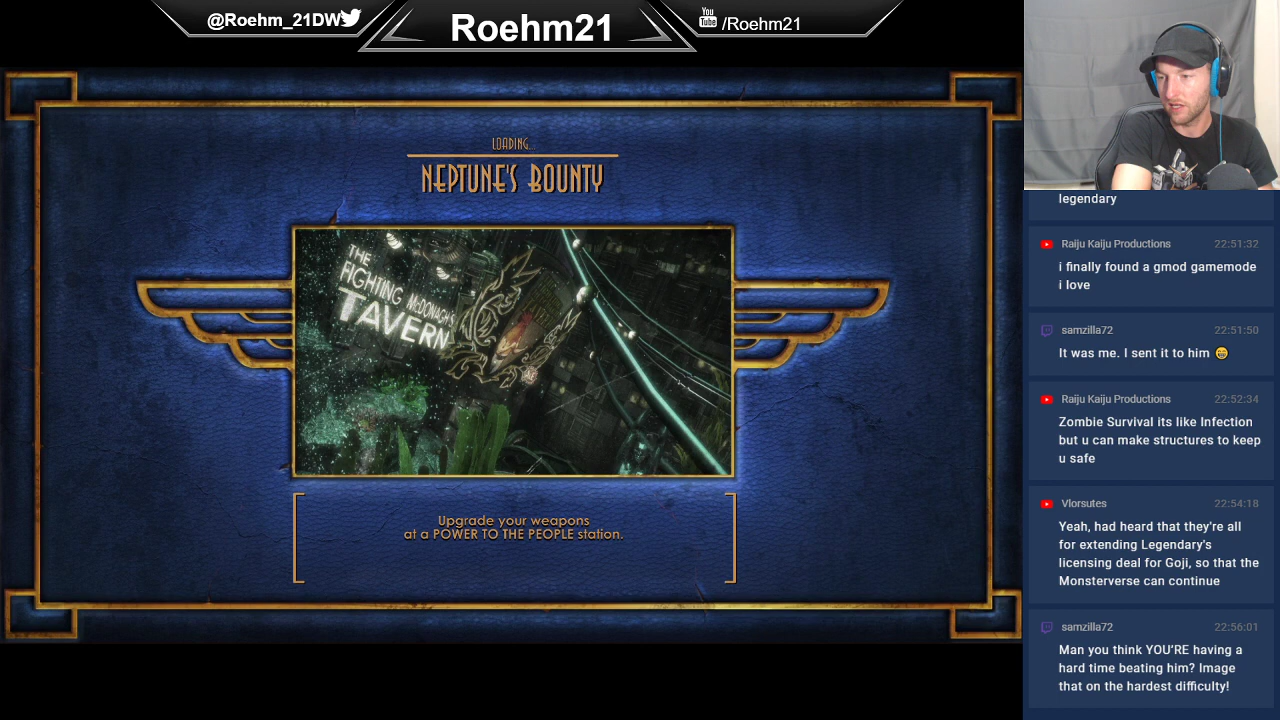 @Roehm_21DW
Roehm21
You Tube /Roehm21
LOADING...
NEPTUNE'S BOUNTY
THE
FIGHTING McDONAGH'S
TAVERN
Upgrade your weapons
at a POWER TO THE PEOPLE station.
legendary
Raiju Kaiju Productions 22:51:32
i finally found a gmod gamemode
i love
samzilla72 22:51:50
It was me. I sent it to him 😁
Raiju Kaiju Productions 22:52:34
Zombie Survival its like Infection
but u can make structures to keep
u safe
Vlorsutes 22:54:18
Yeah, had heard that they're all
for extending Legendary's
licensing deal for Goji, so that the
Monsterverse can continue
samzilla72 22:56:01
Man you think YOU'RE having a
hard time beating him? Image
that on the hardest difficulty!